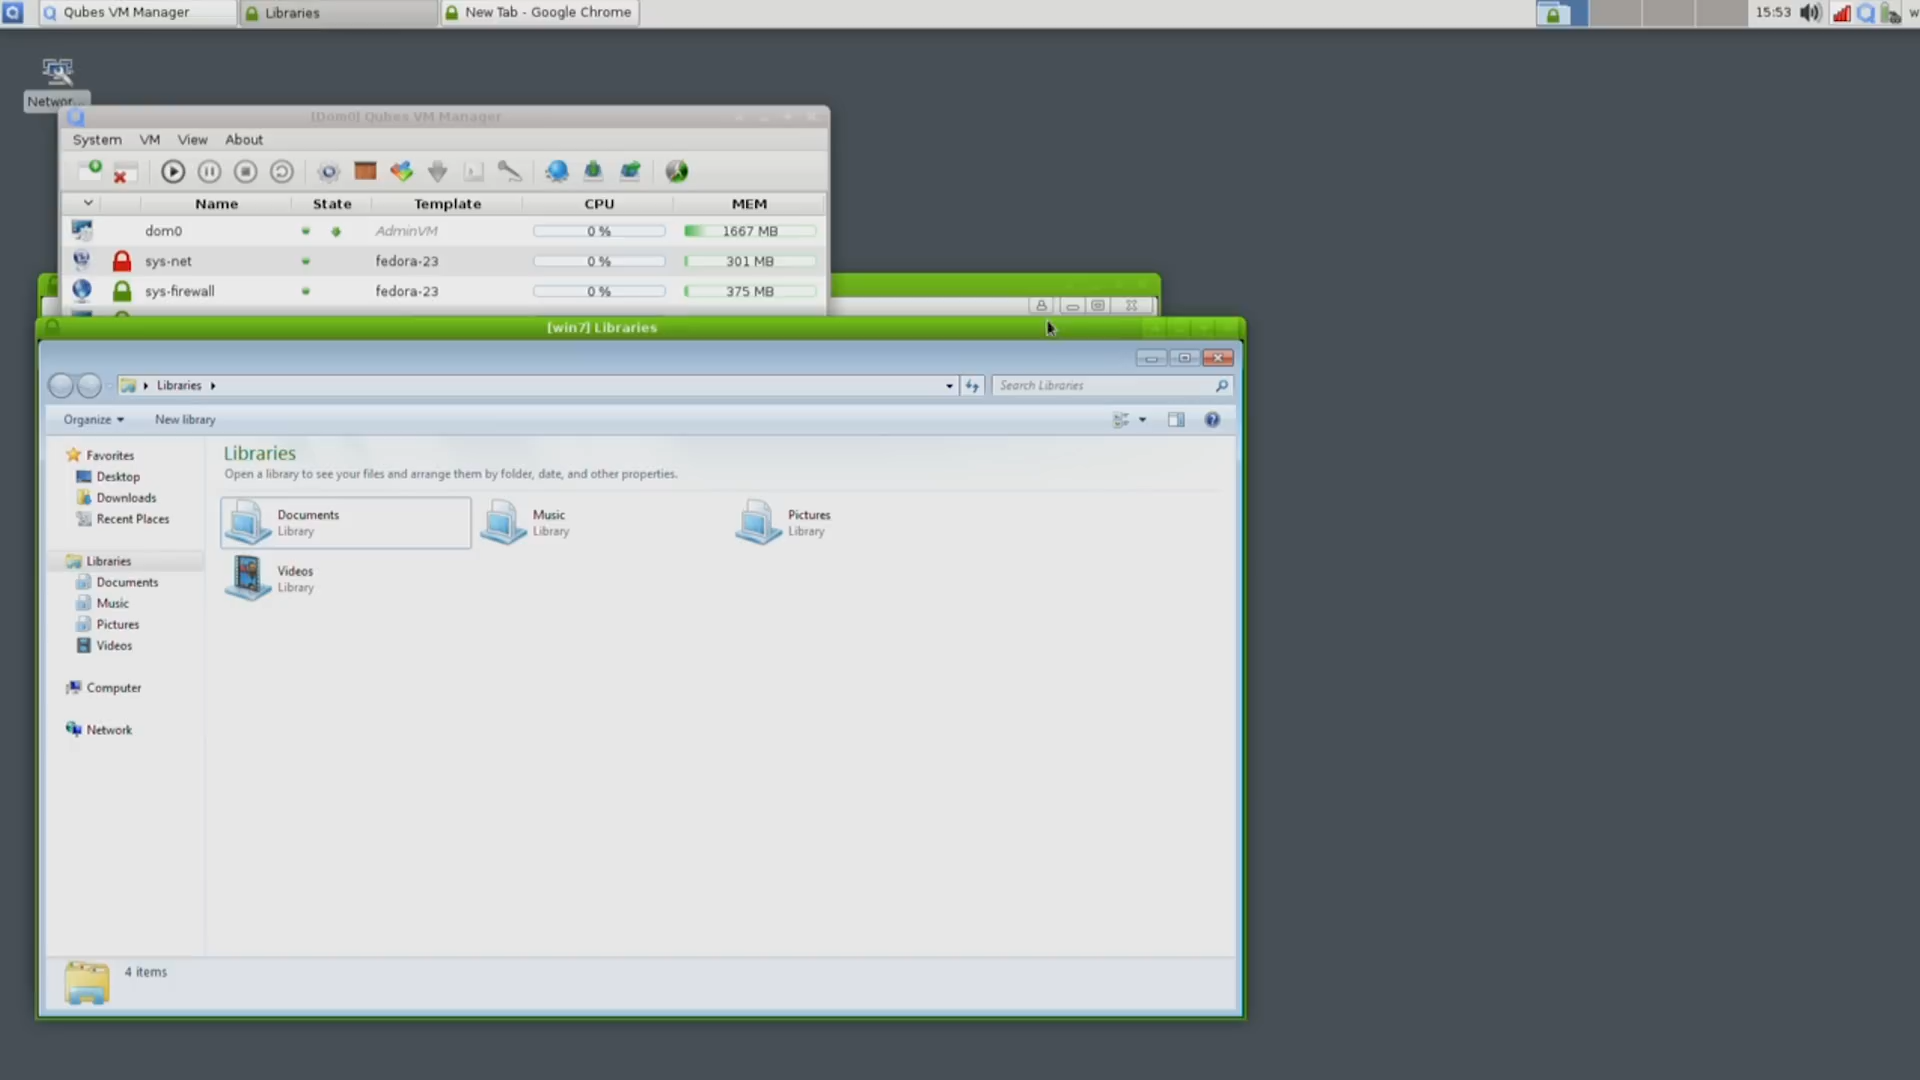 Qubes VM Manager
Libraries
New Tab - Google Chrome
15:53
Networ...
[Dom0] Qubes VM Manager
System VM View About
Name State Template CPU MEM
dom0 AdminVM 0 % 1667 MB
sys-net fedora-23 0 % 301 MB
sys-firewall fedora-23 0 % 375 MB
[win7] Libraries
Libraries
Search Libraries
Organize New library
Favorites
Desktop
Downloads
Recent Places
Libraries
Documents
Music
Pictures
Videos
Computer
Network
Libraries
Open a library to see your files and arrange them by folder, date, and other properties.
Documents
Library
Music
Library
Pictures
Library
Videos
Library
4 items